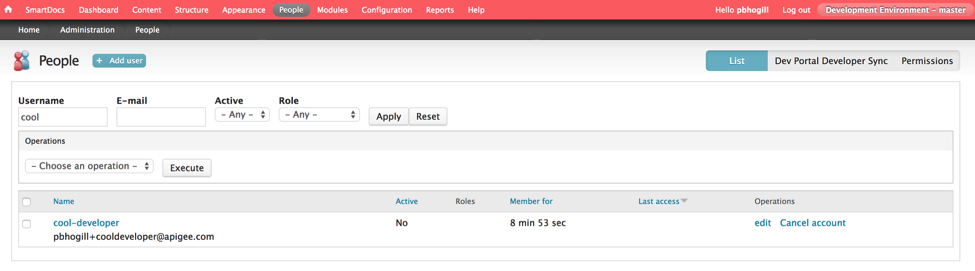 SmartDocs Dashboard Content Structure Appearance People Modules Configuration Reports Help Hello pbhogill Log out Development Environment - master
Home Administration People
People + Add user List Dev Portal Developer Sync Permissions
Username E-mail Active Role
cool - Any - - Any - Apply Reset
Operations
- Choose an operation - Execute
Name Active Roles Member for Last access Operations
cool-developer No 8 min 53 sec edit Cancel account
pbhogill+cooldeveloper@apigee.com